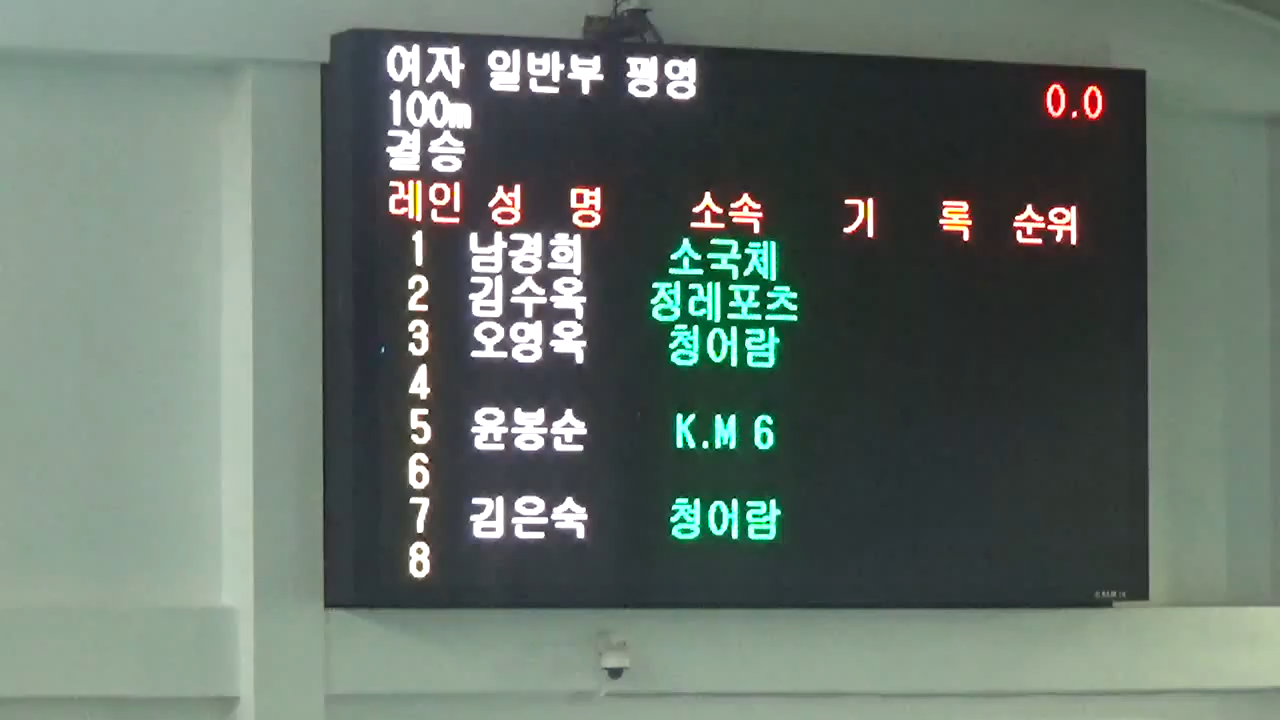 여자 일반부 평영 0.0
100m
결승
레인 성 명 소속 기 록 순위
1 남경희 소국체
2 김수옥 정레포츠
3 오영옥 청어람
4
5 윤봉순 K.M 6
6
7 김은숙 청어람
8